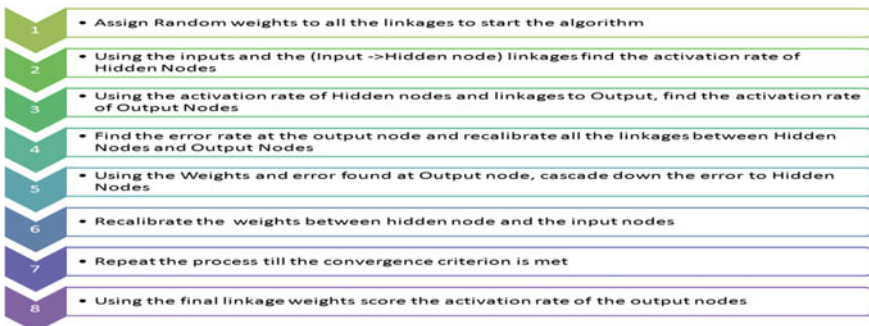 1
• Assign Random weights to all the linkages to start the algorithm
2
• Using the inputs and the (Input ->Hidden node) linkages find the activation rate of
Hidden Nodes
3
• Using the activation rate of Hidden nodes and linkages to Output, find the activation rate
of Output Nodes
4
• Find the error rate at the output node and recalibrate all the linkages between Hidden
Nodes and Output Nodes
5
• Using the Weights and error found at Output node, cascade down the error to Hidden
Nodes
6
• Recalibrate the weights between hidden node and the input nodes
7
• Repeat the process till the convergence criterion is met
8
• Using the final linkage weights score the activation rate of the output nodes